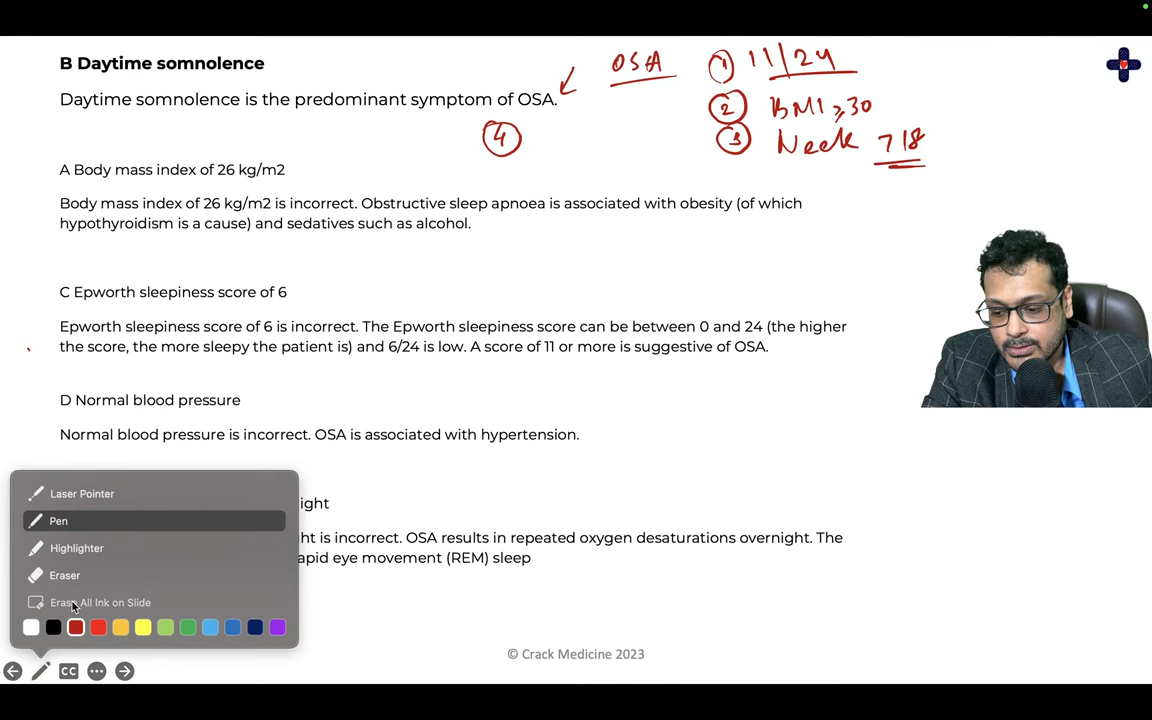 B Daytime somnolence
OSA
① 11/24
Daytime somnolence is the predominant symptom of OSA.
② BMI ≥30
④
③ Neck 718
A Body mass index of 26 kg/m2
Body mass index of 26 kg/m2 is incorrect. Obstructive sleep apnoea is associated with obesity (of which
hypothyroidism is a cause) and sedatives such as alcohol.
C Epworth sleepiness score of 6
Epworth sleepiness score of 6 is incorrect. The Epworth sleepiness score can be between 0 and 24 (the higher
the score, the more sleepy the patient is) and 6/24 is low. A score of 11 or more is suggestive of OSA.
D Normal blood pressure
Normal blood pressure is incorrect. OSA is associated with hypertension.
ight
ht is incorrect. OSA results in repeated oxygen desaturations overnight. The
apid eye movement (REM) sleep
Laser Pointer
Pen
Highlighter
Eraser
Erase All Ink on Slide
© Crack Medicine 2023
CC